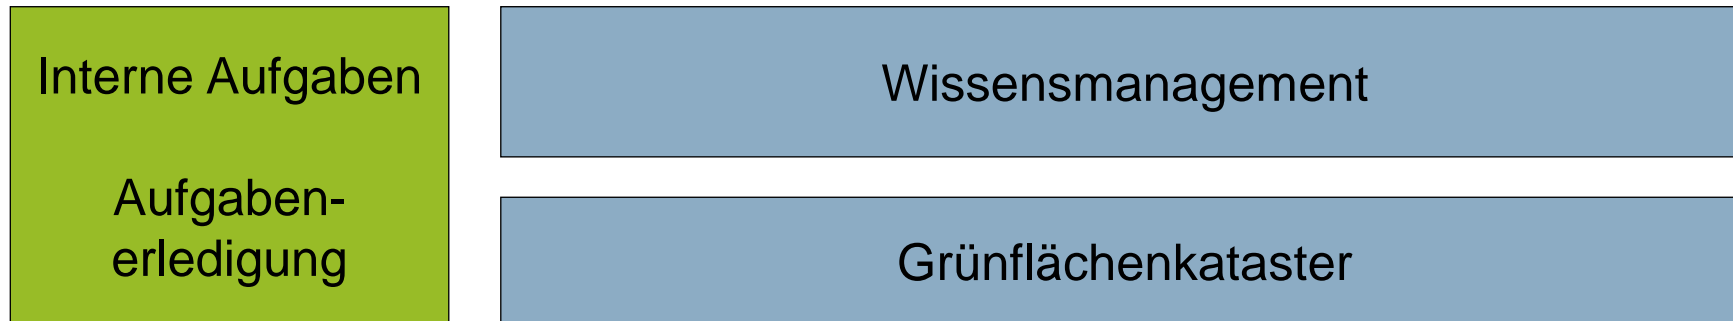 Interne Aufgaben
Aufgaben-
erledigung
Wissensmanagement
Grünflächenkataster